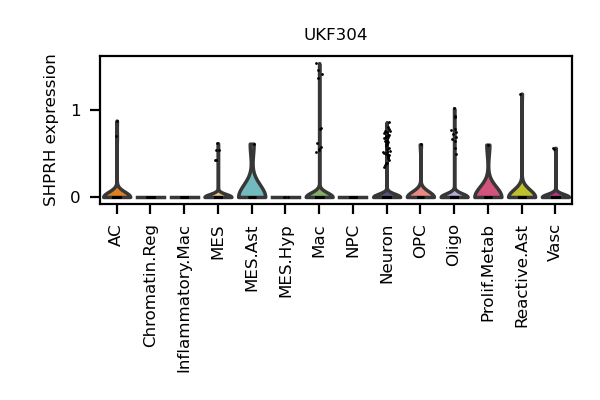 UKF304
SHPRH expression
1
0
AC
Chromatin.Reg
Inflammatory.Mac
MES
MES.Ast
MES.Hyp
Mac
NPC
Neuron
OPC
Oligo
Prolif.Metab
Reactive.Ast
Vasc